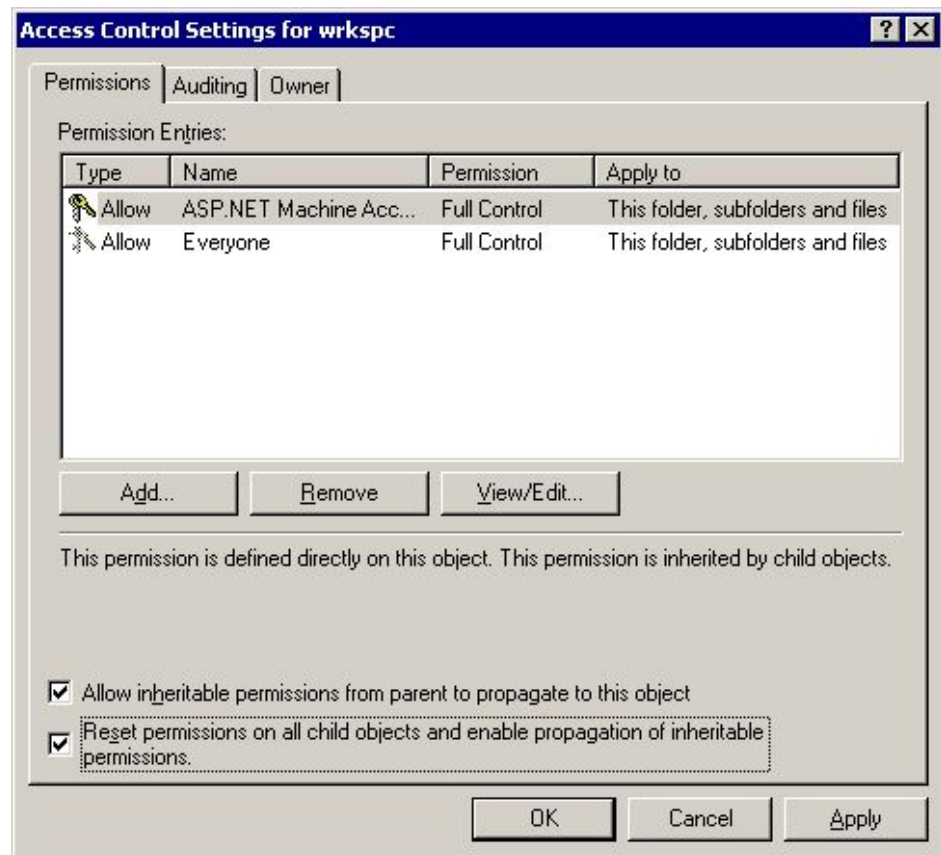 Access Control Settings for wrkspc
Permissions Auditing Owner
Permission Entries:
Type Name Permission Apply to
Allow ASP.NET Machine Acc... Full Control This folder, subfolders and files
Allow Everyone Full Control This folder, subfolders and files
Add... Remove View/Edit...
This permission is defined directly on this object. This permission is inherited by child objects.
Allow inheritable permissions from parent to propagate to this object
Reset permissions on all child objects and enable propagation of inheritable
permissions.
OK Cancel Apply